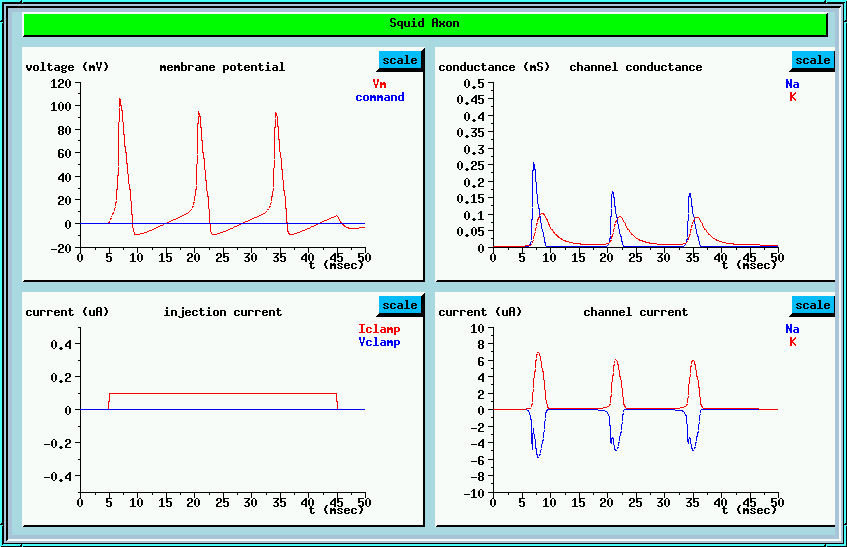 Squid Axon
scale
voltage (mV) membrane potential
Vm
command
120
100
80
60
40
20
0
-20
0 5 10 15 20 25 30 35 40 45 50
t (msec)
scale
conductance (mS) channel conductance
Na
K
0.5
0.45
0.4
0.35
0.3
0.25
0.2
0.15
0.1
0.05
0
0 5 10 15 20 25 30 35 40 45 50
t (msec)
scale
current (uA) injection current
Iclamp
Vclamp
0.4
0.2
0
-0.2
-0.4
0 5 10 15 20 25 30 35 40 45 50
t (msec)
scale
current (uA) channel current
Na
K
10
8
6
4
2
0
-2
-4
-6
-8
-10
0 5 10 15 20 25 30 35 40 45 50
t (msec)